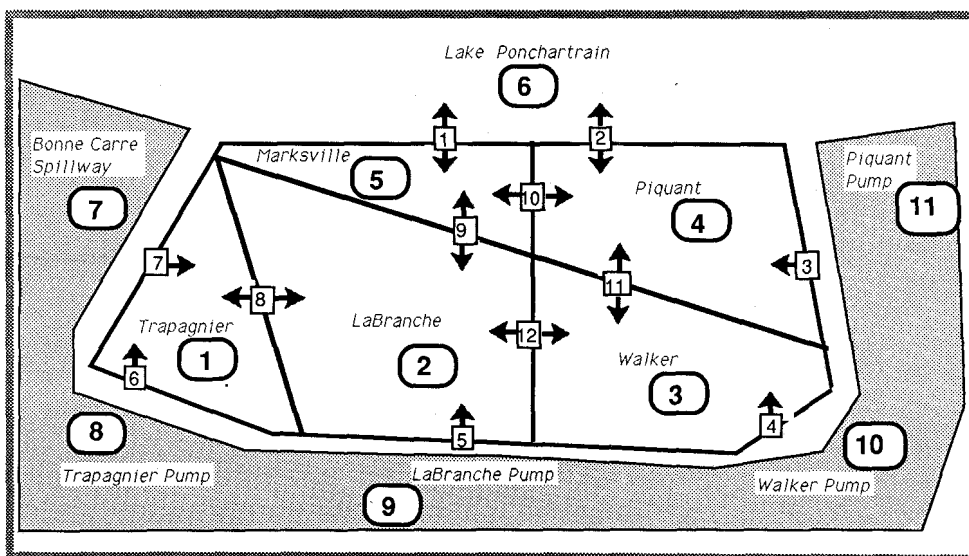 Lake Ponchartrain
6
1
2
Bonne Carre
Spillway
7
Marksville
5
10
Piquant
4
Piquant
Pump
11
9
7
3
11
8
Trapagnier
1
LaBranche
2
12
Walker
3
6
5
4
8
Trapagnier Pump
LaBranche Pump
9
10
Walker Pump